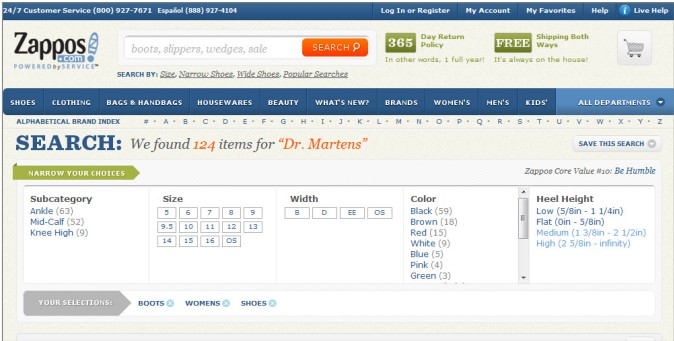 24/7 Customer Service (800) 927-7671 Español (888) 927-4104 Log In or Register My Account My Favorites Help i Live Help
Zappos!
.com
POWERED by SERVICE™
boots, slippers, wedges, sale SEARCH
365 Day Return Policy
In other words, 1 full year!
FREE Shipping Both Ways
It's always on the house!
SEARCH BY: Size, Narrow Shoes, Wide Shoes, Popular Searches
SHOES CLOTHING BAGS & HANDBAGS HOUSEWARES BEAUTY WHAT'S NEW? BRANDS WOMEN'S MEN'S KIDS' ALL DEPARTMENTS
ALPHABETICAL BRAND INDEX # • A • B • C • D • E • F • G • H • I • J • K • L • M • N • O • P • Q • R • S • T • U • V • W • X • Y • Z
SEARCH: We found 124 items for "Dr. Martens" SAVE THIS SEARCH
NARROW YOUR CHOICES Zappos Core Value #10: Be Humble
Subcategory
Ankle (63)
Mid-Calf (52)
Knee High (9)
Size
5 6 7 8 9
9.5 10 11 12 13
14 15 16 OS
Width
B D EE OS
Color
Black (59)
Brown (18)
Red (15)
White (9)
Blue (5)
Pink (4)
Green (3)
Heel Height
Low (5/8in - 1 1/4in)
Flat (0in - 5/8in)
Medium (1 3/8in - 2 1/2in)
High (2 5/8in - infinity)
YOUR SELECTIONS: BOOTS WOMENS SHOES